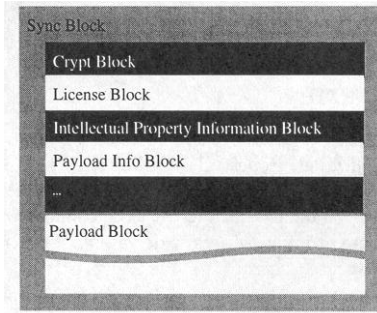 Sync Block
Crypt Block
License Block
Intellectual Property Information Block
Payload Info Block
...
Payload Block